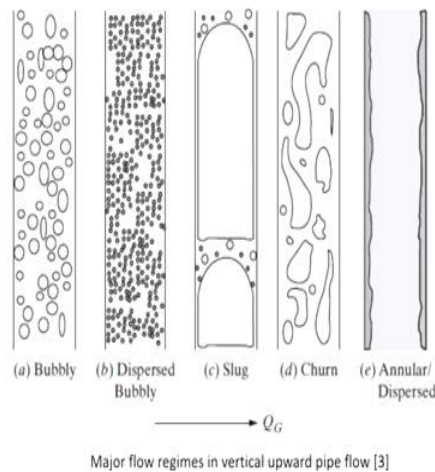 (a) Bubbly (b) Dispersed Bubbly (c) Slug (d) Churn (e) Annular/ Dispersed
Q_G
Major flow regimes in vertical upward pipe flow [3]